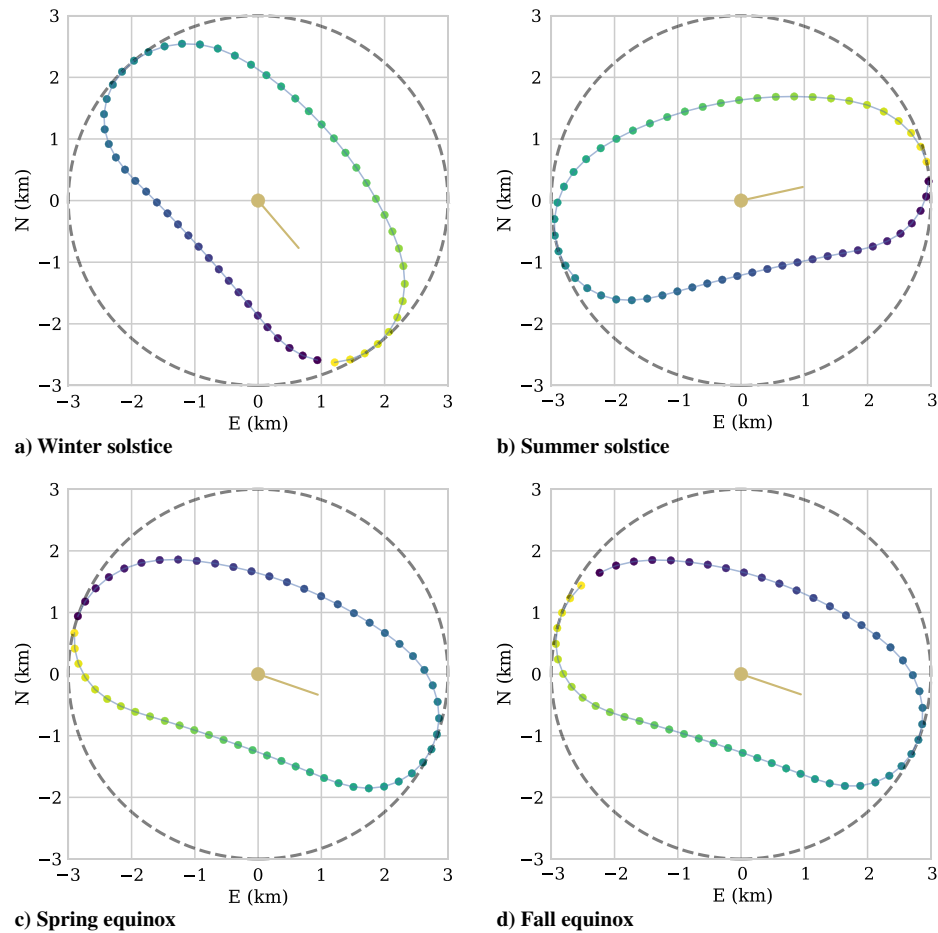 3
2
1
0
−1
−2
−3
N (km)
−3 −2 −1 0 1 2 3
E (km)
a) Winter solstice
3
2
1
0
−1
−2
−3
N (km)
−3 −2 −1 0 1 2 3
E (km)
b) Summer solstice
3
2
1
0
−1
−2
−3
N (km)
−3 −2 −1 0 1 2 3
E (km)
c) Spring equinox
3
2
1
0
−1
−2
−3
N (km)
−3 −2 −1 0 1 2 3
E (km)
d) Fall equinox